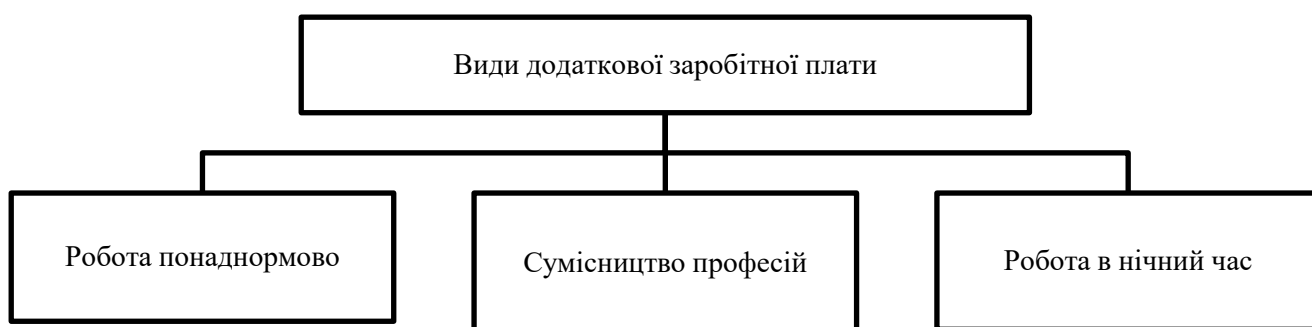 Види додаткової заробітної плати
Робота понаднормово
Сумісництво професій
Робота в нічний час